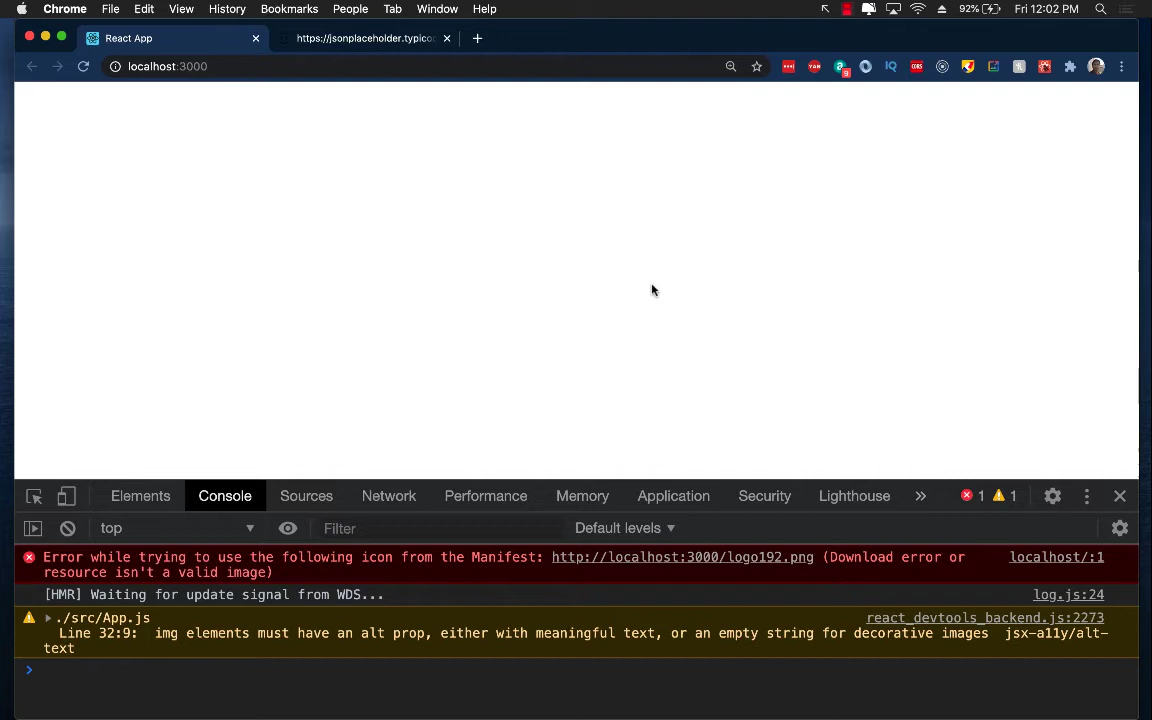 Chrome File Edit View History Bookmarks People Tab Window Help 92% Fri 12:02 PM
React App https://jsonplaceholder.typico
localhost:3000 YAN 9 IQ CORS
Elements Console Sources Network Performance Memory Application Security Lighthouse » 1 1
top Filter Default levels
Error while trying to use the following icon from the Manifest: http://localhost:3000/logo192.png (Download error or localhost/:1
resource isn't a valid image)
[HMR] Waiting for update signal from WDS... log.js:24
./src/App.js react_devtools_backend.js:2273
Line 32:9: img elements must have an alt prop, either with meaningful text, or an empty string for decorative images jsx-a11y/alt-
text
>